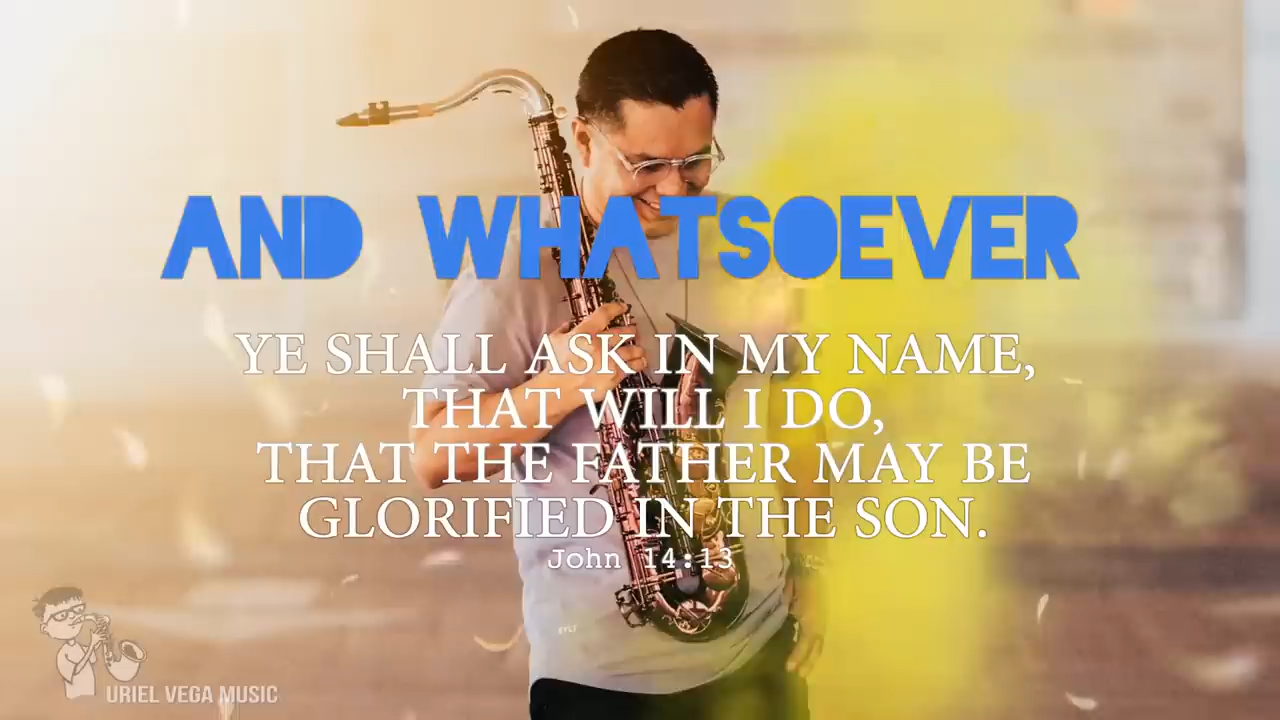 AND WHATSOEVER
YE SHALL ASK IN MY NAME,
THAT WILL I DO,
THAT THE FATHER MAY BE
GLORIFIED IN THE SON.
John 14:13
URIEL VEGA MUSIC